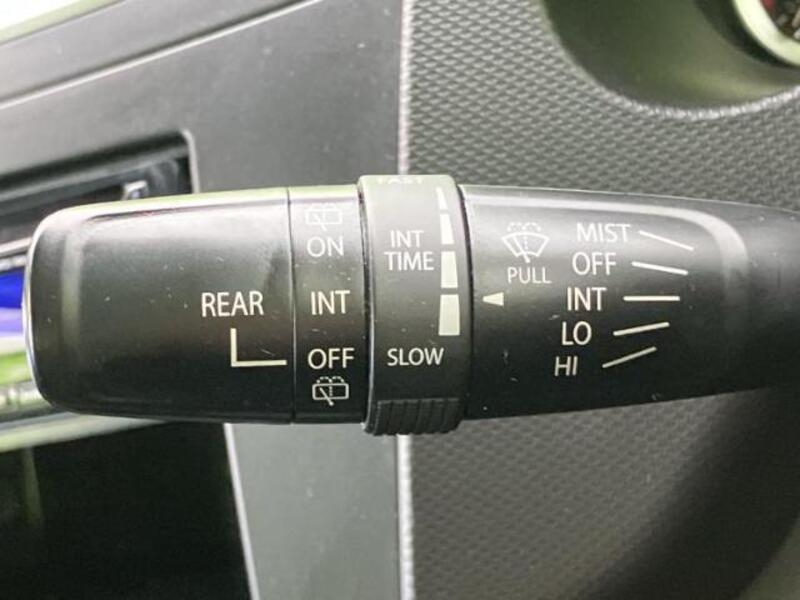 REAR
ON
INT
OFF
FAST
INT
TIME
SLOW
PULL
MIST
OFF
INT
LO
HI